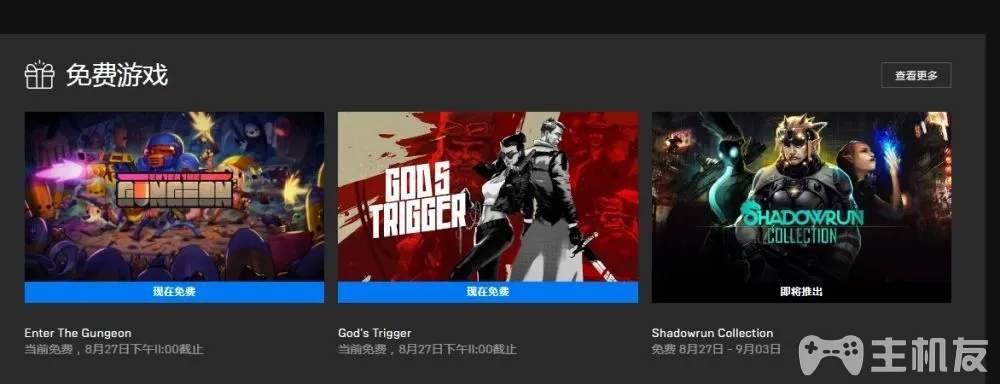 免费游戏
查看更多
ENTER THE
GUNGEON
GOD'S
TRIGGER
SHADOWRUN
COLLECTION
现在免费
现在免费
即将推出
Enter The Gungeon
God's Trigger
Shadowrun Collection
当前免费，8月27日下午11:00截止
当前免费，8月27日下午11:00截止
免费 8月27日 - 9月03日
主机友